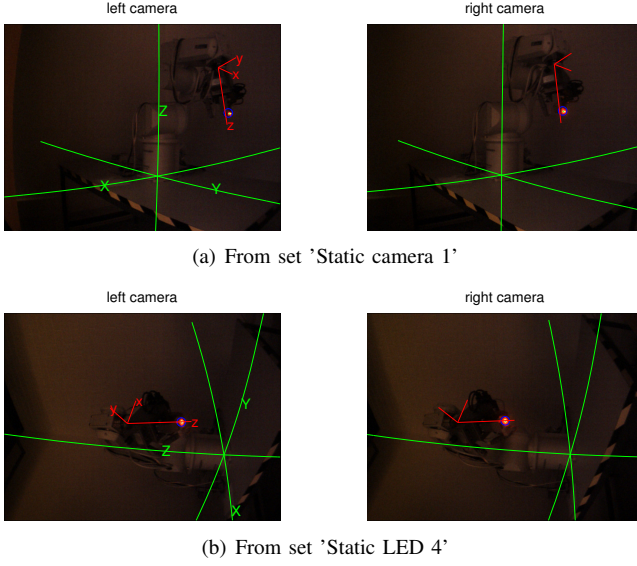 left camera
right camera
y
x
Z
z
X
Y
(a) From set 'Static camera 1'
left camera
right camera
y
x
z
Y
Z
X
(b) From set 'Static LED 4'